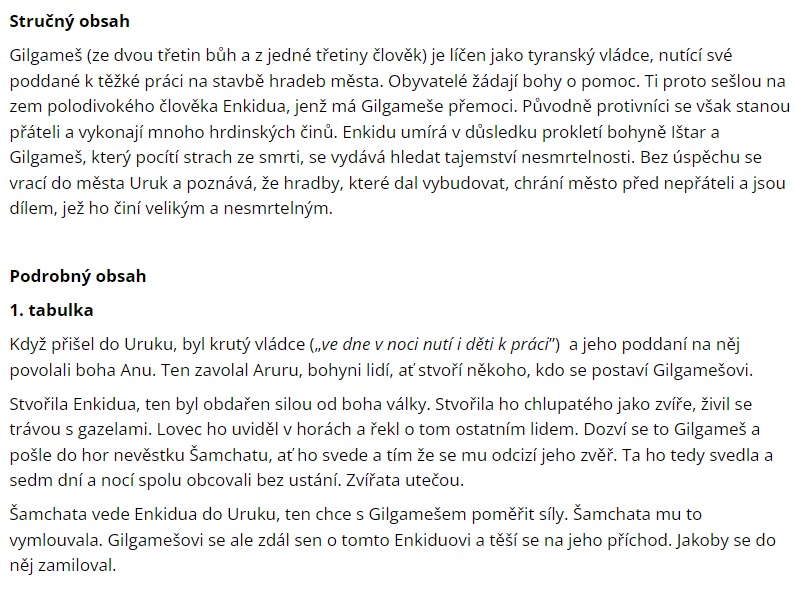 Stručný obsah
Gilgameš (ze dvou třetin bůh a z jedné třetiny člověk) je líčen jako tyranský vládce, nutící své
poddané k těžké práci na stavbě hradeb města. Obyvatelé žádají bohy o pomoc. Ti proto sešlou na
zem polodivokého člověka Enkidua, jenž má Gilgameše přemoci. Původně protivníci se však stanou
přáteli a vykonají mnoho hrdinských činů. Enkidu umírá v důsledku prokletí bohyně Ištar a
Gilgameš, který pocítí strach ze smrti, se vydává hledat tajemství nesmrtelnosti. Bez úspěchu se
vrací do města Uruk a poznává, že hradby, které dal vybudovat, chrání město před nepřáteli a jsou
dílem, jež ho činí velikým a nesmrtelným.
Podrobný obsah
1. tabulka
Když přišel do Uruku, byl krutý vládce („ve dne v noci nutí i děti k práci”)  a jeho poddaní na něj
povolali boha Anu. Ten zavolal Aruru, bohyni lidí, ať stvoří někoho, kdo se postaví Gilgamešovi.
Stvořila Enkidua, ten byl obdařen silou od boha války. Stvořila ho chlupatého jako zvíře, živil se
trávou s gazelami. Lovec ho uviděl v horách a řekl o tom ostatním lidem. Dozví se to Gilgameš a
pošle do hor nevěstku Šamchatu, ať ho svede a tím že se mu odcizí jeho zvěř. Ta ho tedy svedla a
sedm dní a nocí spolu obcovali bez ustání. Zvířata utečou.
Šamchata vede Enkidua do Uruku, ten chce s Gilgamešem poměřit síly. Šamchata mu to
vymlouvala. Gilgamešovi se ale zdál sen o tomto Enkiduovi a těší se na jeho příchod. Jakoby se do
něj zamiloval.